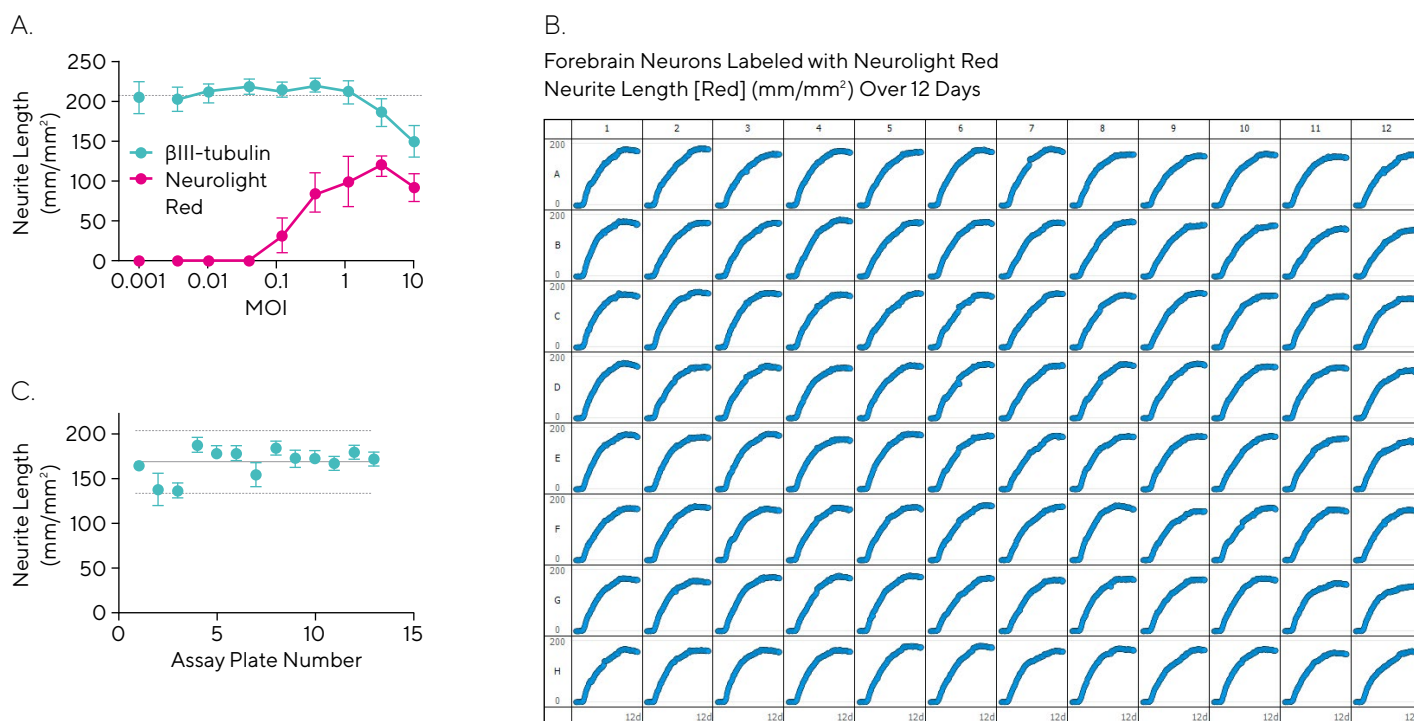 A.
250
200
150
100
50
0
Neurite Length
(mm/mm²)
βIII-tubulin
Neurolight
Red
0.001 0.01 0.1 1 10
MOI
B.
Forebrain Neurons Labeled with Neurolight Red
Neurite Length [Red] (mm/mm²) Over 12 Days
1 2 3 4 5 6 7 8 9 10 11 12
200
A
0
200
B
0
200
C
0
200
D
0
200
E
0
200
F
0
200
G
0
200
H
0
12d 12d 12d 12d 12d 12d 12d 12d 12d 12d 12d
C.
200
150
100
50
0
Neurite Length
(mm/mm²)
0 5 10 15
Assay Plate Number